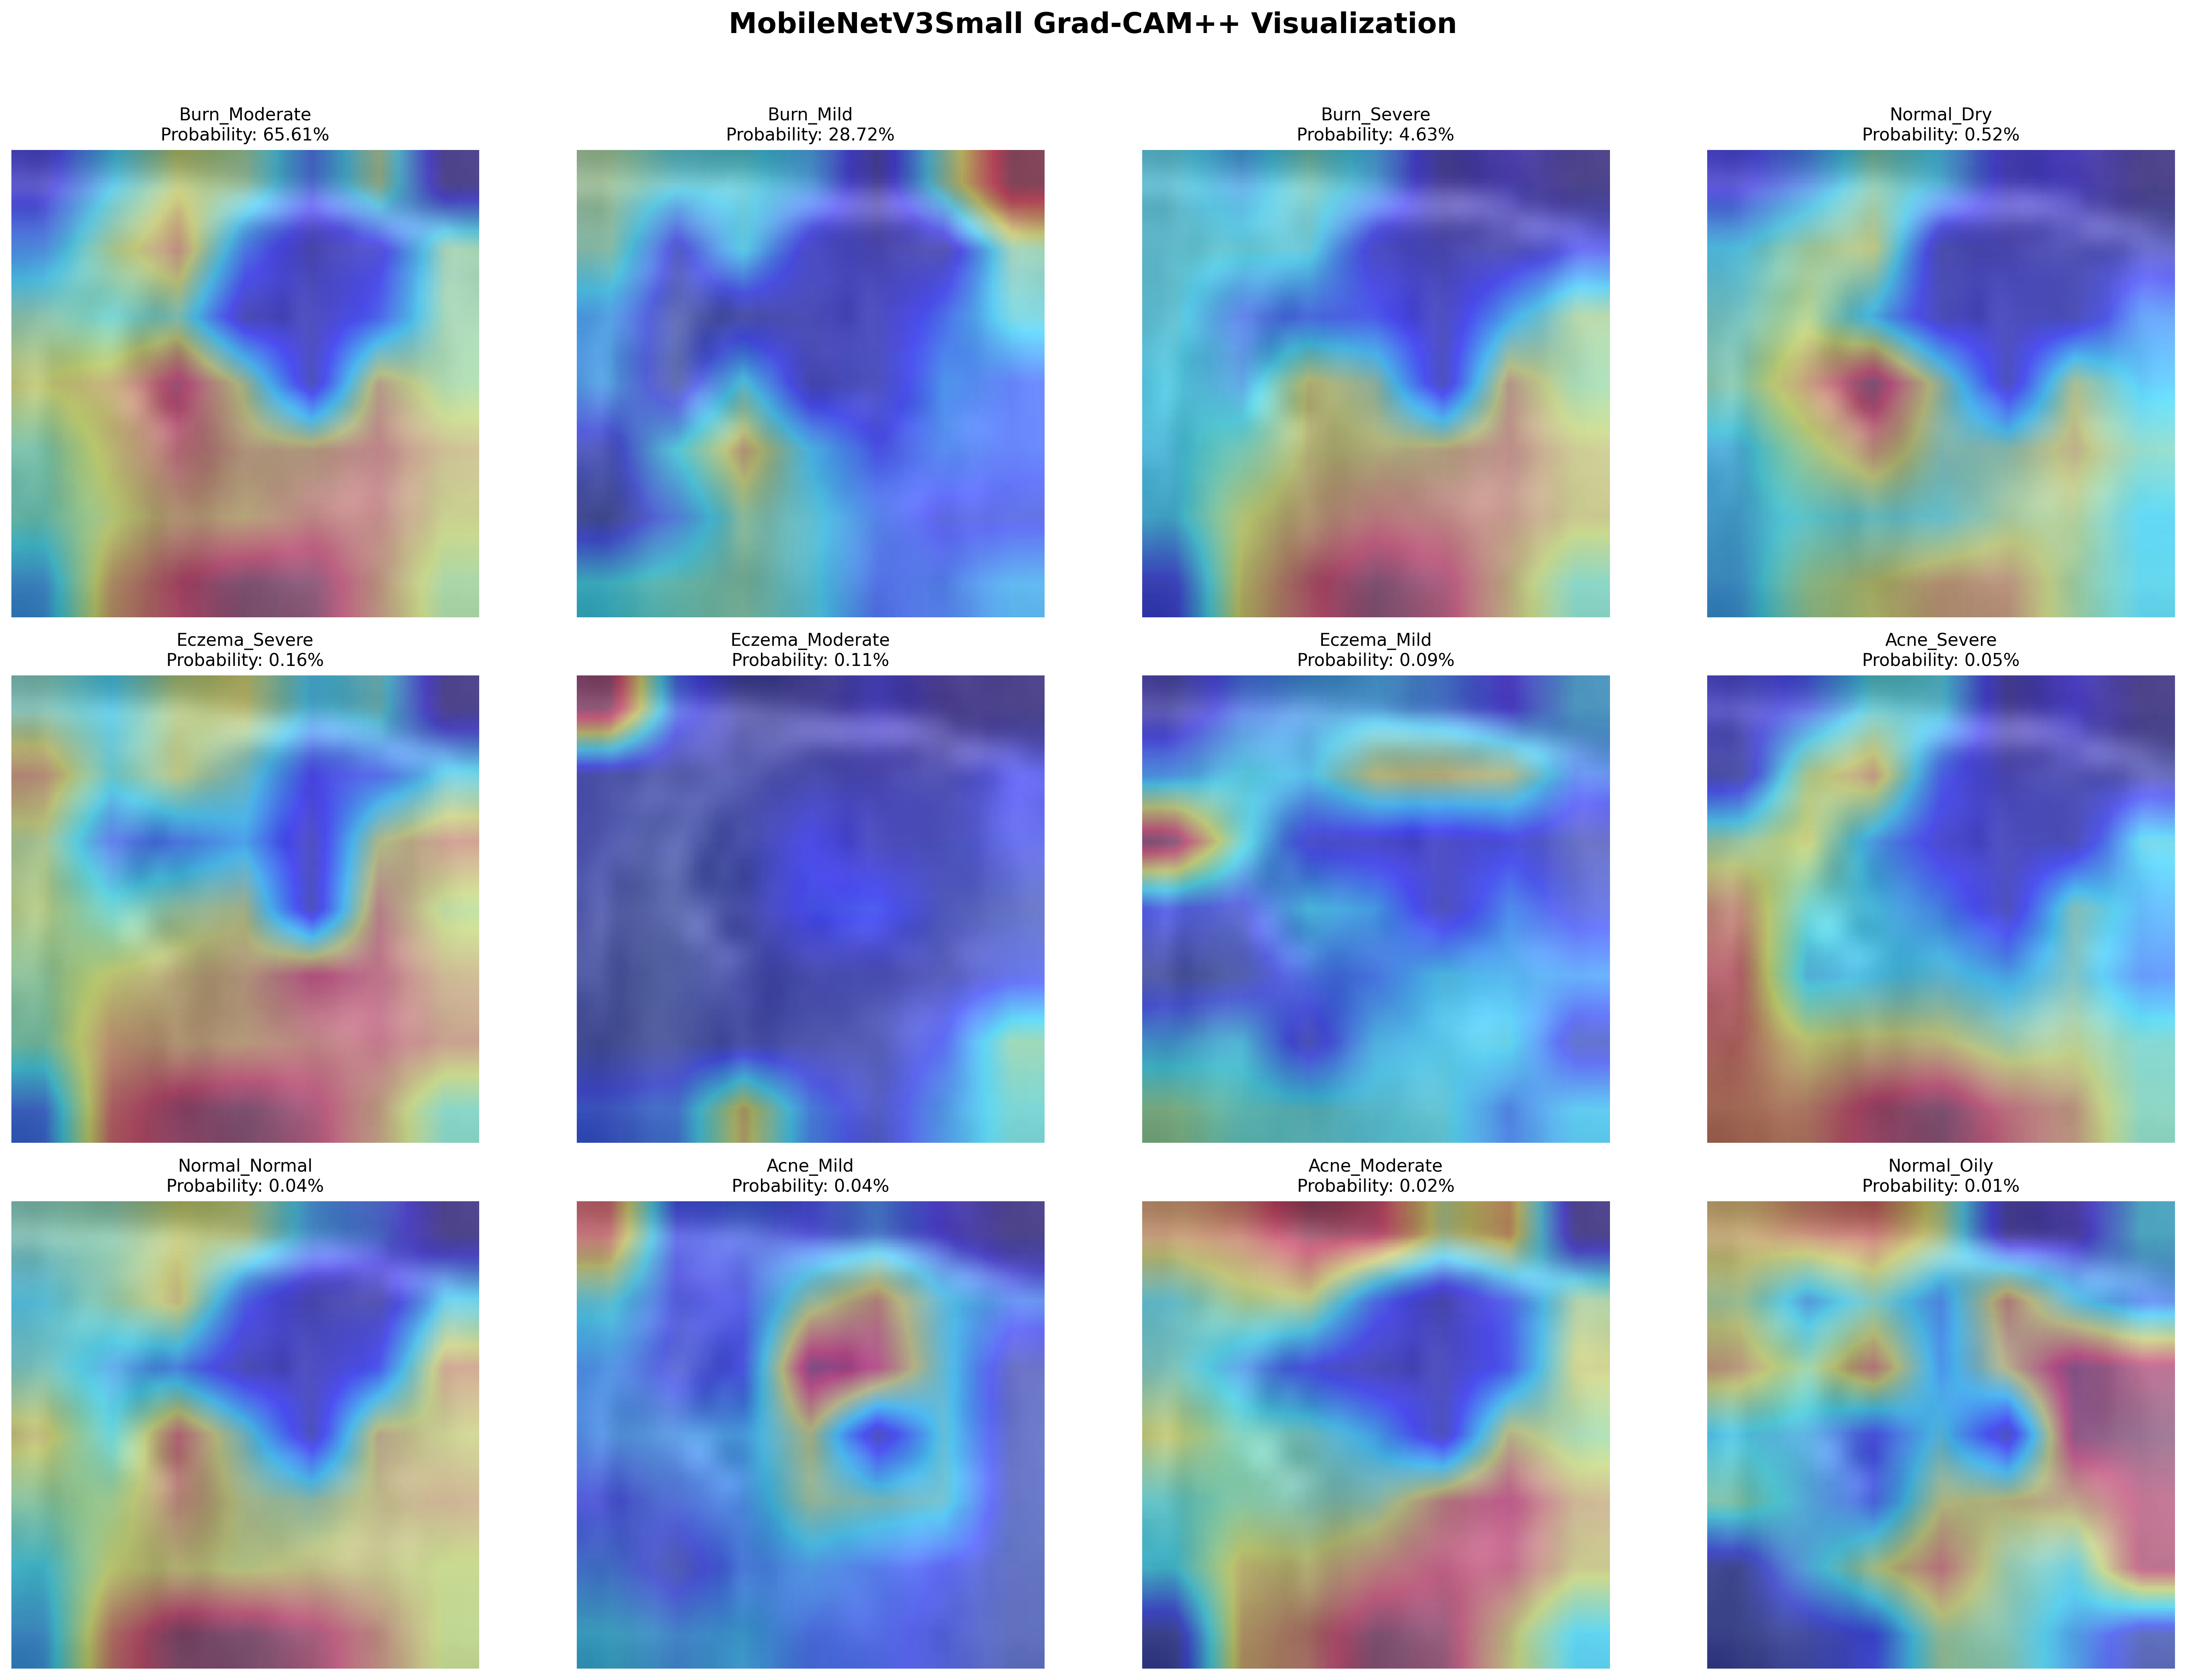 MobileNetV3Small Grad-CAM++ Visualization
Burn_Moderate
Probability: 65.61%
Burn_Mild
Probability: 28.72%
Burn_Severe
Probability: 4.63%
Normal_Dry
Probability: 0.52%
Eczema_Severe
Probability: 0.16%
Eczema_Moderate
Probability: 0.11%
Eczema_Mild
Probability: 0.09%
Acne_Severe
Probability: 0.05%
Normal_Normal
Probability: 0.04%
Acne_Mild
Probability: 0.04%
Acne_Moderate
Probability: 0.02%
Normal_Oily
Probability: 0.01%